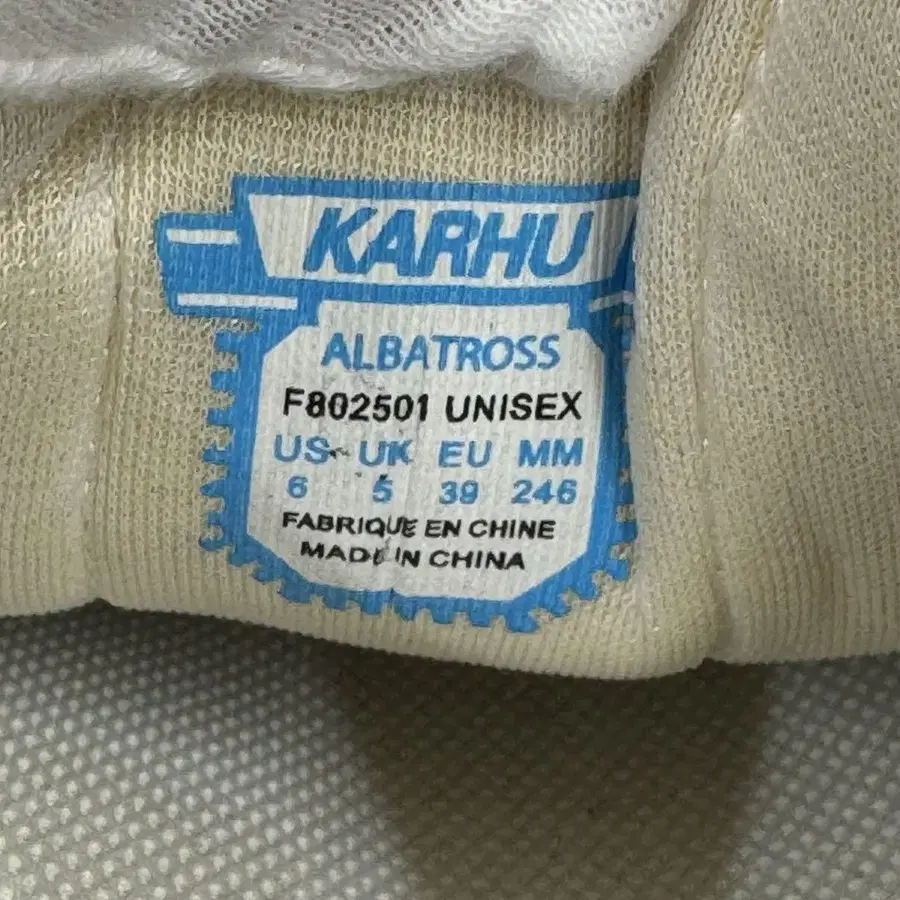 KARHU
ALBATROSS
F802501 UNISEX
US UK EU MM
6 5 39 246
FABRIQUE EN CHINE
MADE IN CHINA